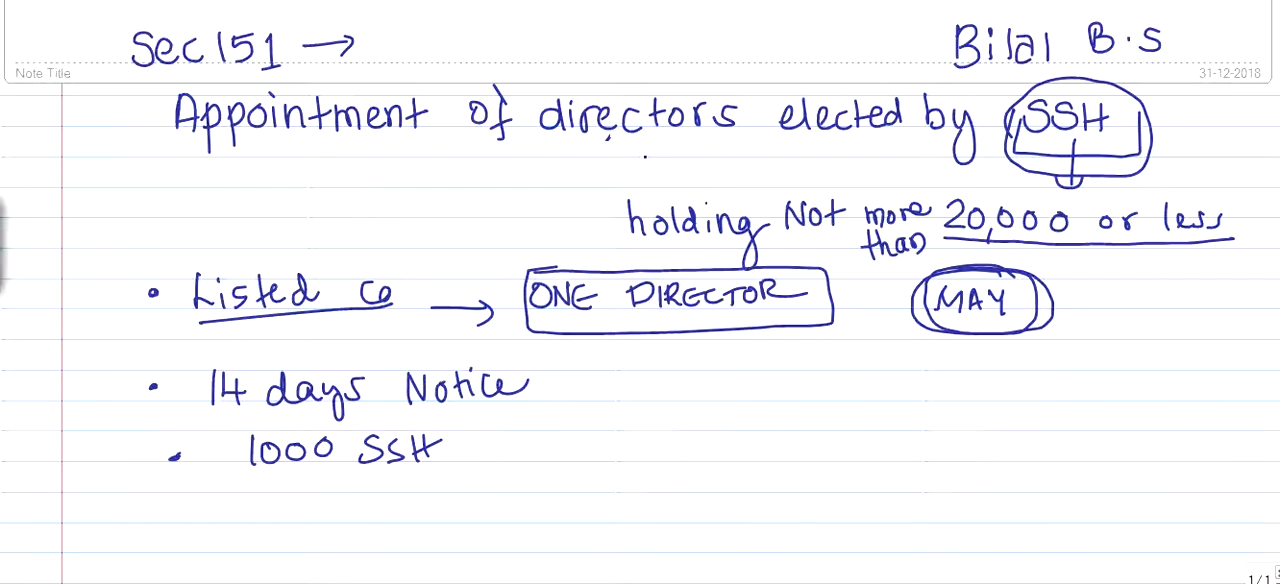 Sec 151 → Bilal B.S
Note Title 31-12-2018
Appointment of directors elected by SSH
holding Not more than 20,000 or less
• Listed Co → ONE DIRECTOR MAY
• 14 days Notice
• 1000 SSH
1/1